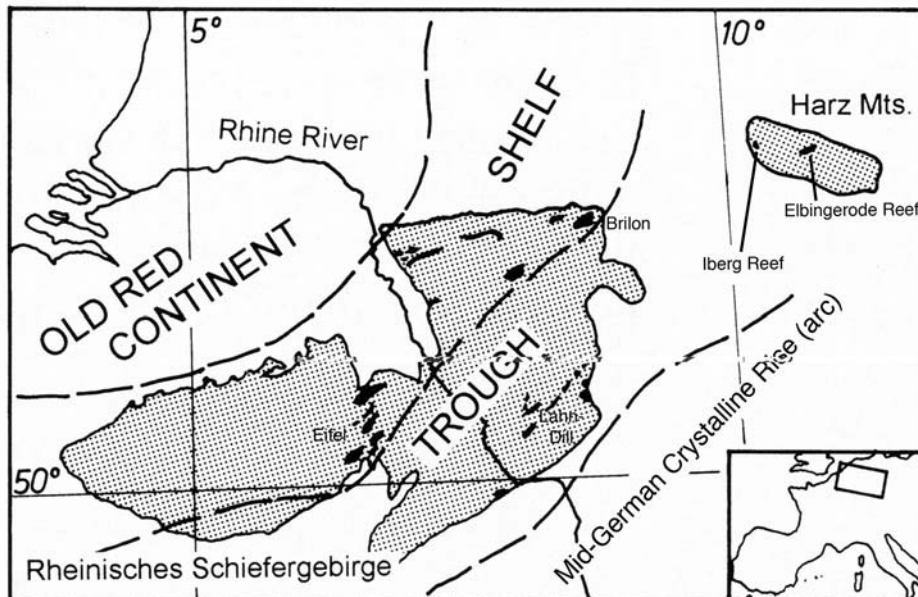 5°
10°
Harz Mts.
SHELF
Rhine River
Elbingerode Reef
Brilon
Iberg Reef
OLD RED
CONTINENT
Mid-German Crystalline Rise (arc)
TROUGH
Lahn-
Dill
Eifel
50°
Rheinisches Schiefergebirge